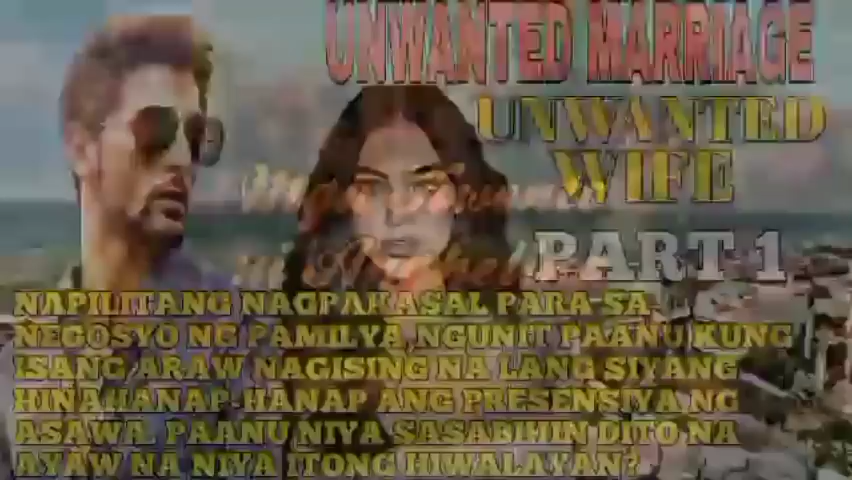 UNWANTED MARRIAGE
UNWANTED
WIFE
PART 1
NAPILITANG NAGPAKASAL PARA SA
NEGOSYO NG PAMILYA, NGUNIT PAANU KUNG
ISANG ARAW NAGISING NA LANG SIYANG
HINAHANAP-HANAP ANG PRESENSIYA NG
ASAWA. PAANU NIYA SASABIHIN DITO NA
AYAW NA NIYA ITONG HIWALAYAN?